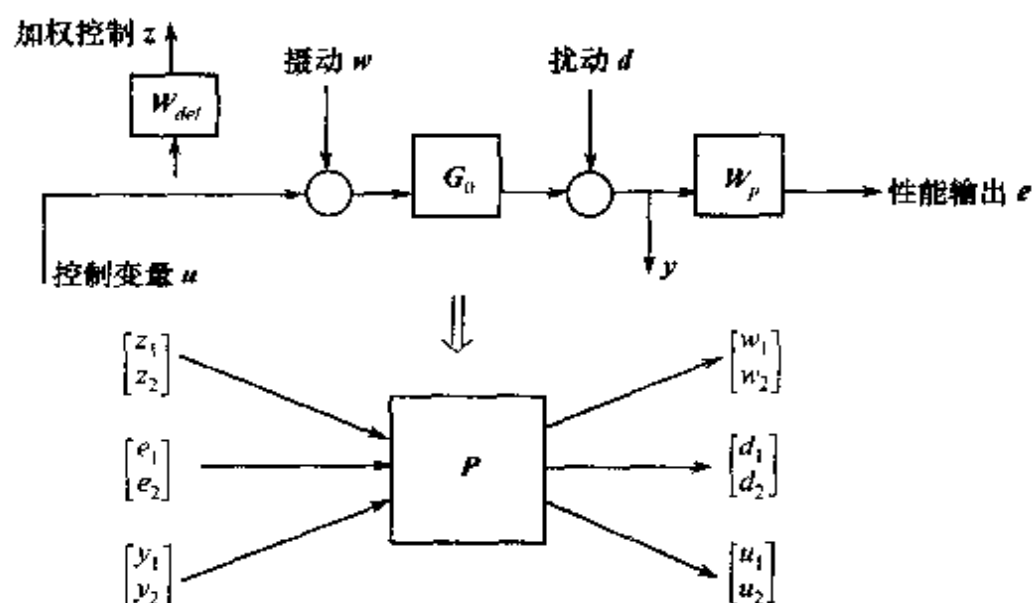 加权控制 z
摄动 w
扰动 d
W_del
G_0
W_p
性能输出 e
控制变量 u
y
[z_1 z_2]
[w_1 w_2]
[e_1 e_2]
P
[d_1 d_2]
[y_1 y_2]
[u_1 u_2]